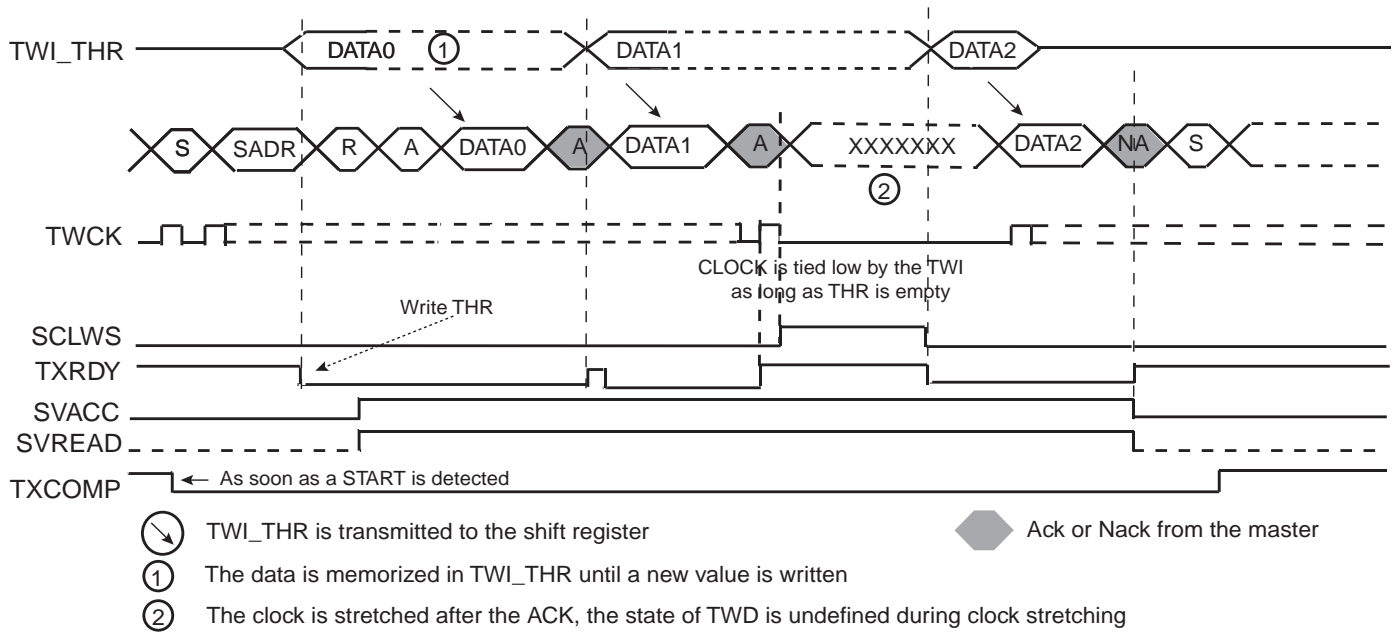 TWI_THR DATA0 1 DATA1 DATA2
S SADR R A DATA0 A DATA1 A XXXXXXX DATA2 NA S
2
TWCK
CLOCK is tied low by the TWI
as long as THR is empty
Write THR
SCLWS
TXRDY
SVACC
SVREAD
TXCOMP As soon as a START is detected
TWI_THR is transmitted to the shift register Ack or Nack from the master
1 The data is memorized in TWI_THR until a new value is written
2 The clock is stretched after the ACK, the state of TWD is undefined during clock stretching